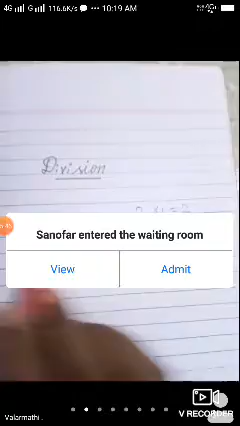 4G G 116.6K/s ... 10:19 AM
Division
Sanofar entered the waiting room
View Admit
V RECORDER
Valarmathi .